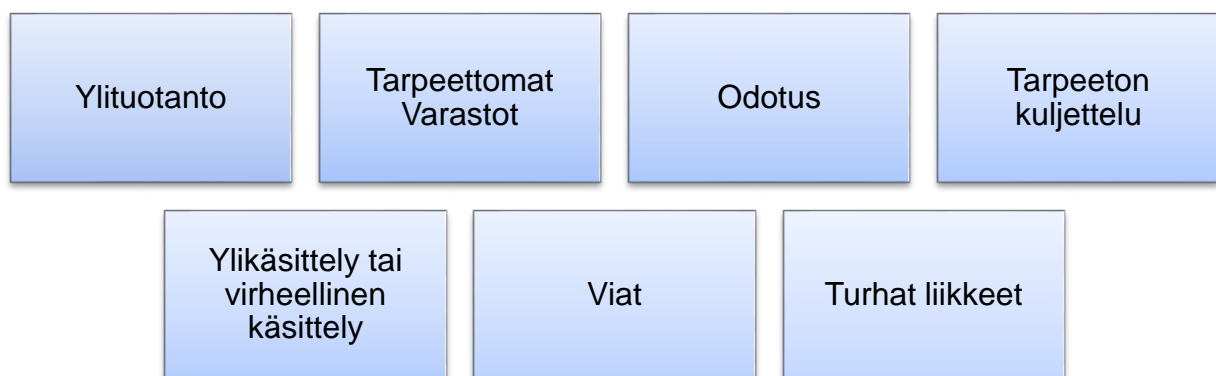 Ylituotanto
Tarpeettomat
Varastot
Odotus
Tarpeeton
kuljettelu
Ylikäsittely tai
virheellinen
käsittely
Viat
Turhat liikkeet